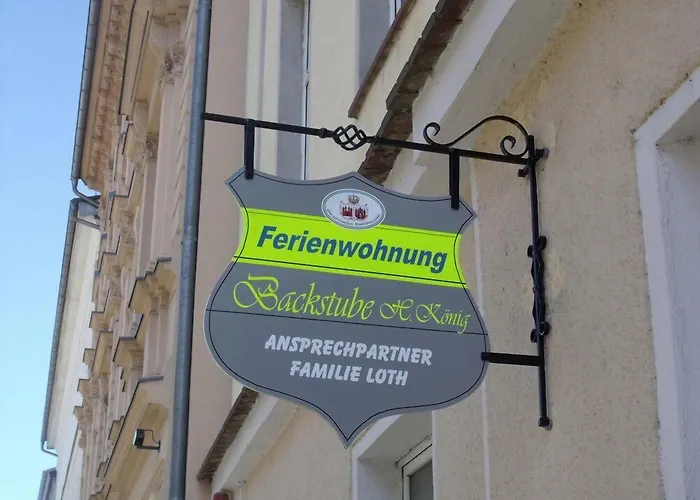 Ferienwohnung
Backstube H. König
ANSPRECHPARTNER
FAMILIE LOTH